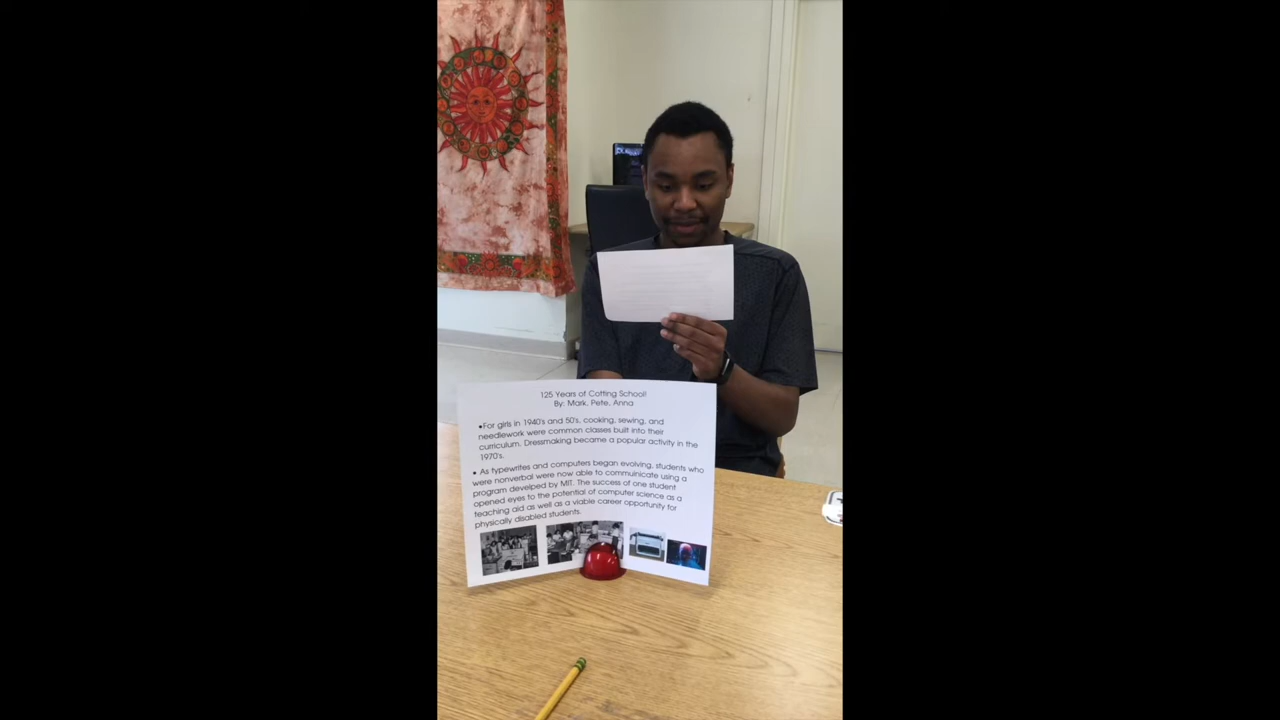 125 Years of Cotting School!
By: Mark, Pete, Anna
•For girls in 1940's and 50's, cooking, sewing, and
needlework were common classes built into their
curriculum. Dressmaking became a popular activity in the
1970's.
• As typewrites and computers began evolving, students who
were nonverbal were now able to commuinicate using a
program develped by MIT. The success of one student
opened eyes to the potential of computer science as a
teaching aid as well as a viable career opportunity for
physically disabled students.